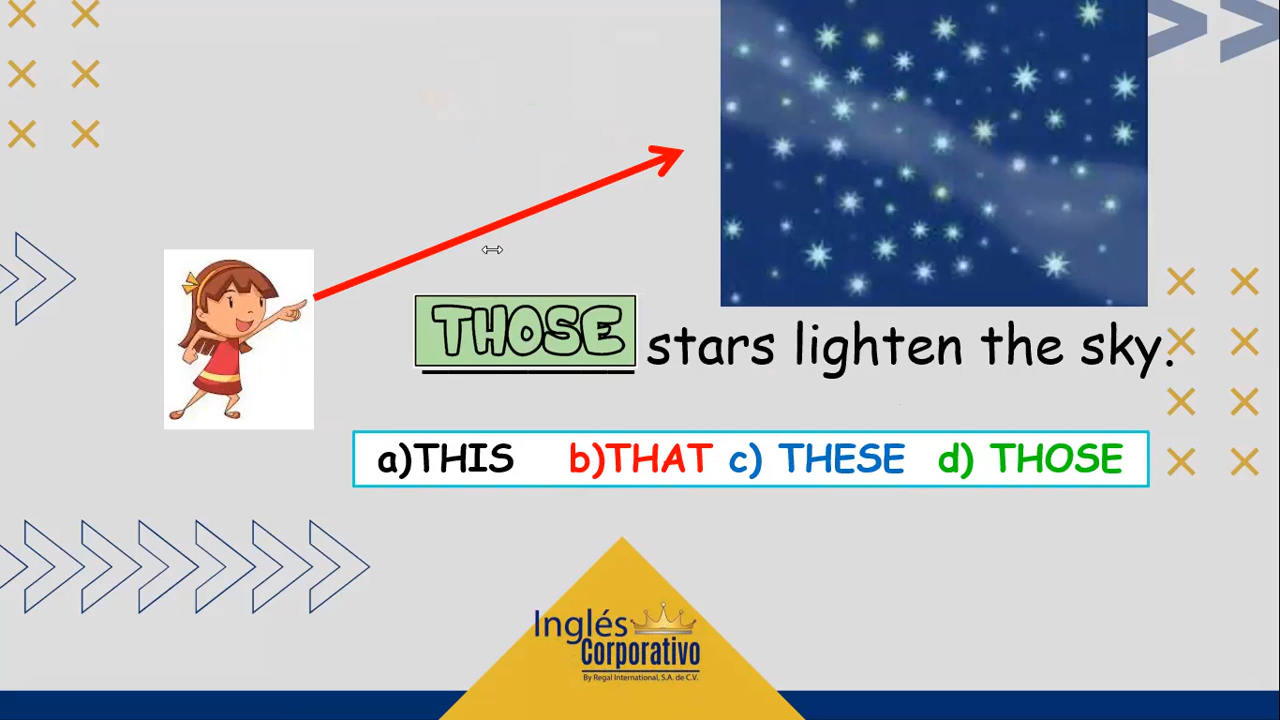 THOSE stars lighten the sky.
a)THIS b)THAT c) THESE d) THOSE
Inglés
Corporativo
By Regal International, S.A. de C.V.